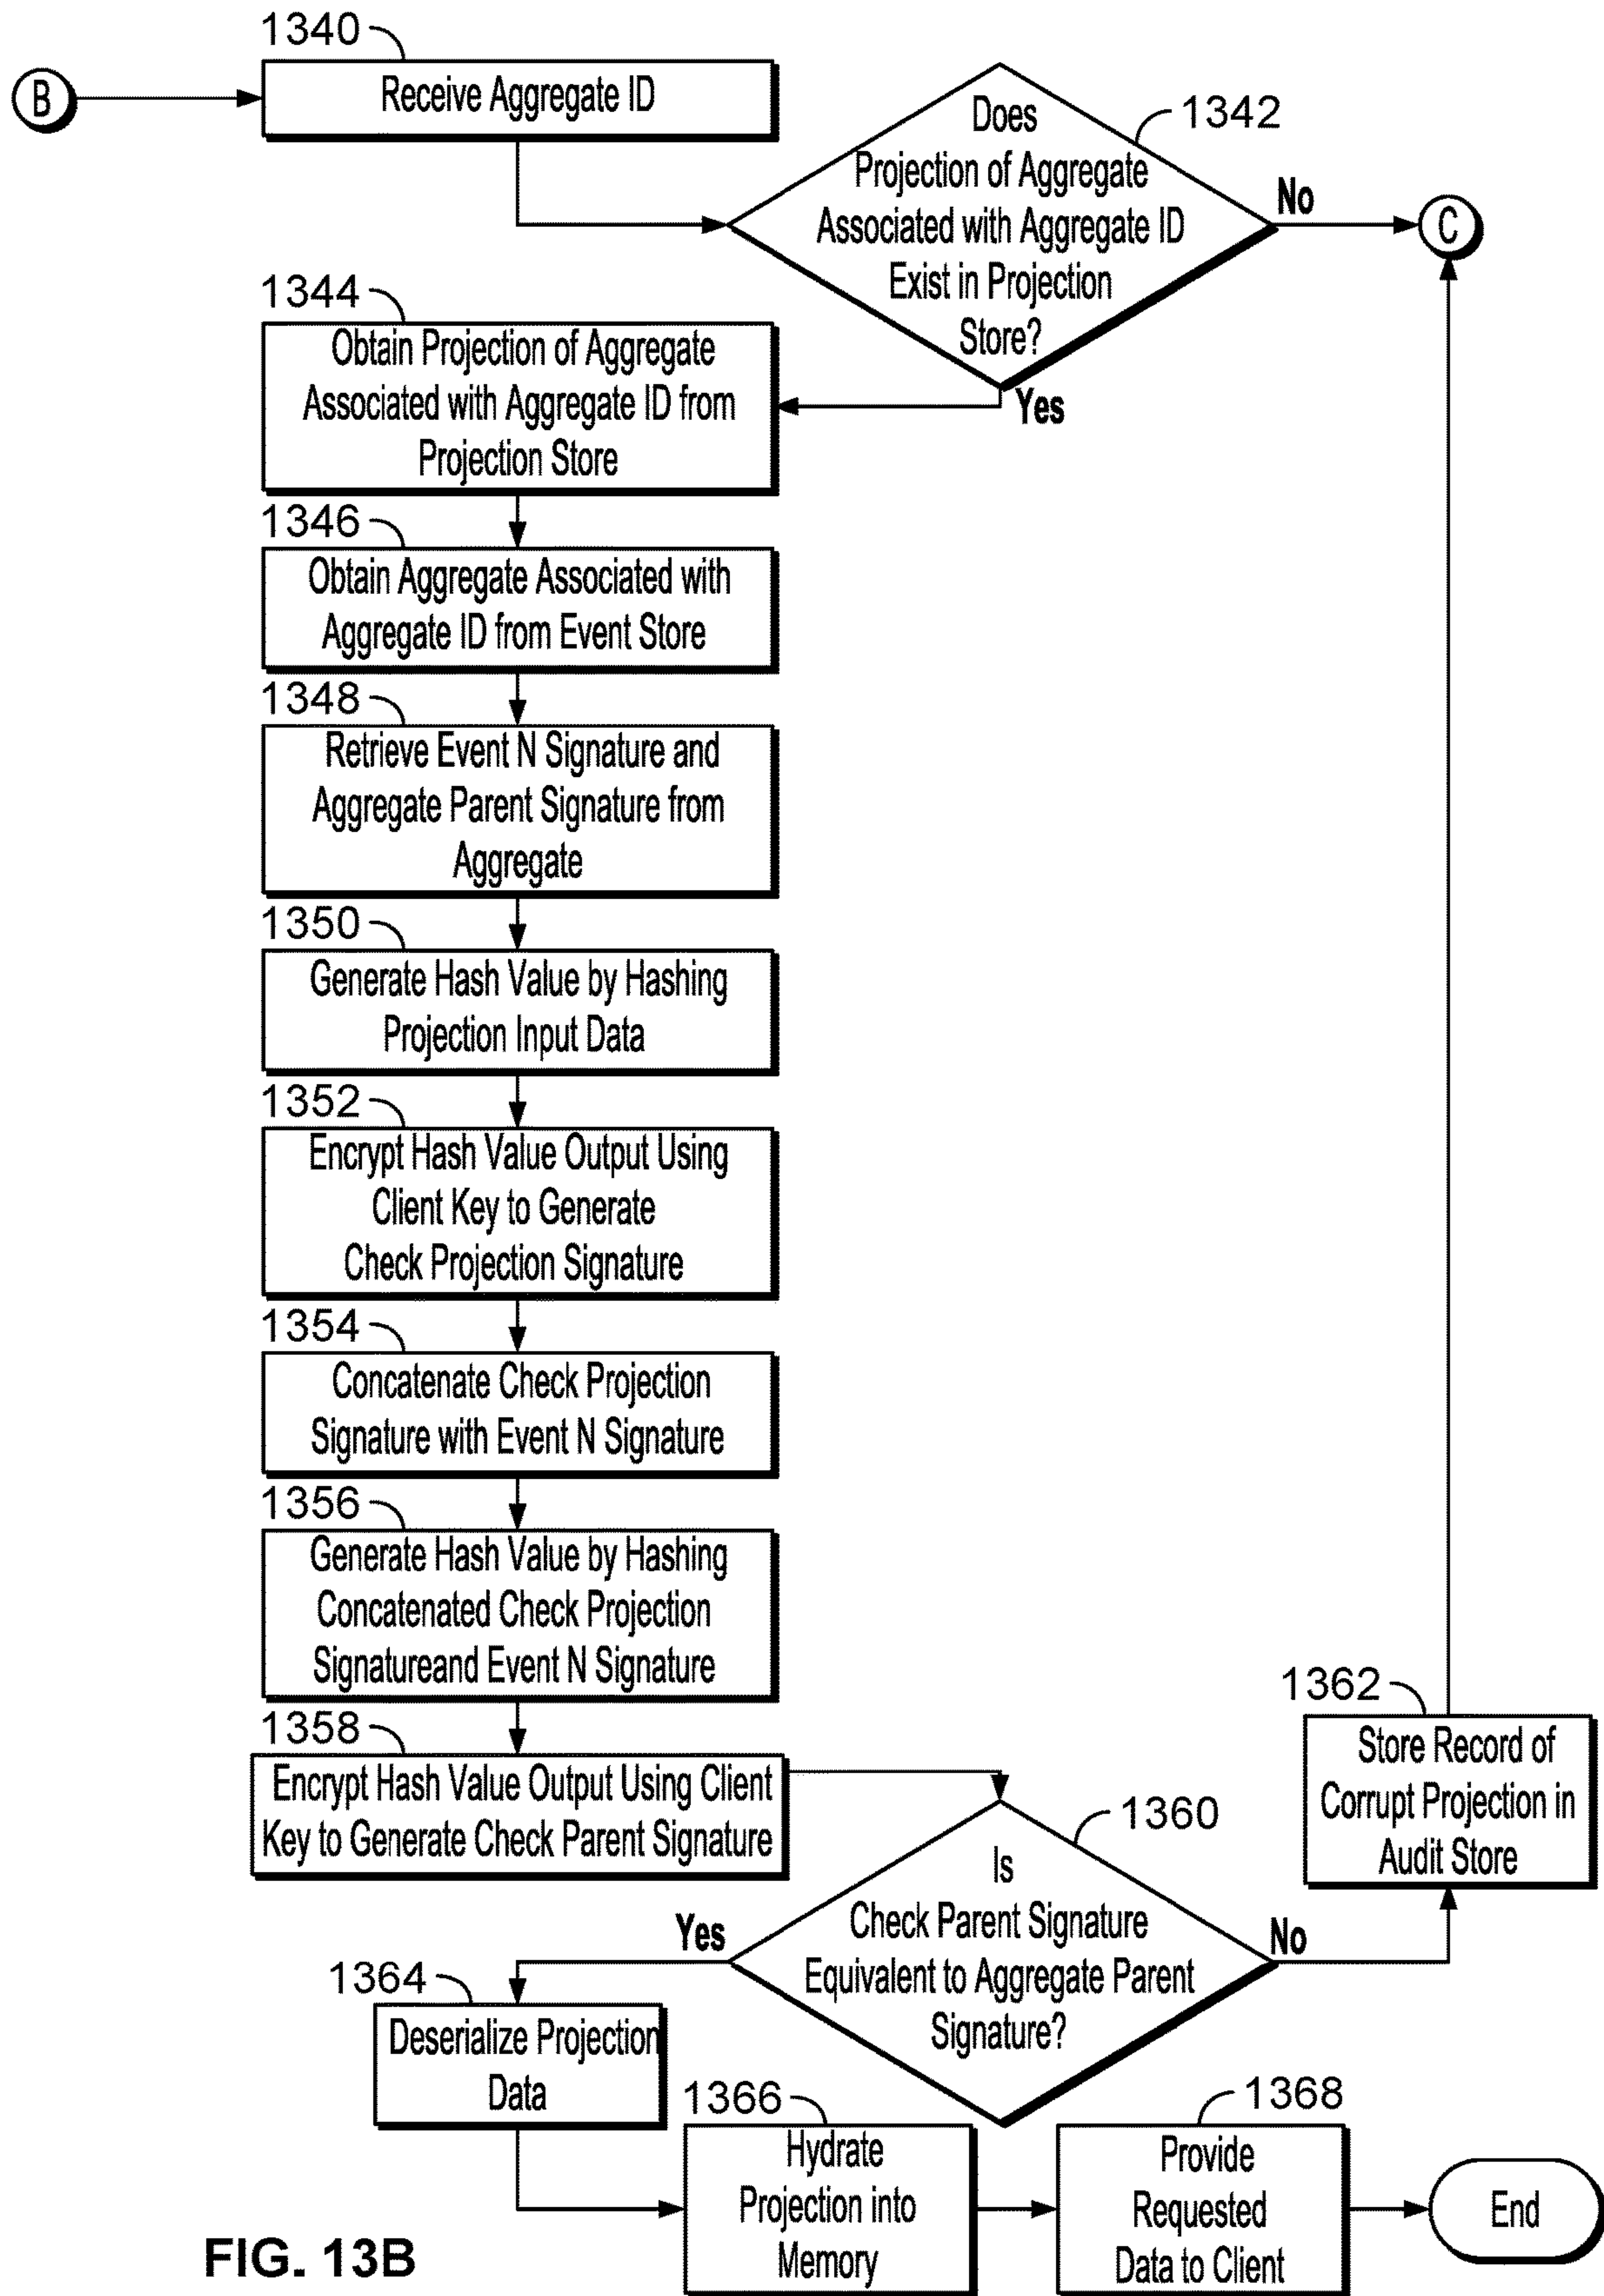 1340
B
Receive Aggregate ID
1342
Does
Projection of Aggregate
Associated with Aggregate ID
Exist in Projection
Store?
No
C
Yes
1344
Obtain Projection of Aggregate
Associated with Aggregate ID from
Projection Store
1346
Obtain Aggregate Associated with
Aggregate ID from Event Store
1348
Retrieve Event N Signature and
Aggregate Parent Signature from
Aggregate
1350
Generate Hash Value by Hashing
Projection Input Data
1352
Encrypt Hash Value Output Using
Client Key to Generate
Check Projection Signature
1354
Concatenate Check Projection
Signature with Event N Signature
1356
Generate Hash Value by Hashing
Concatenated Check Projection
Signatureand Event N Signature
1358
Encrypt Hash Value Output Using Client
Key to Generate Check Parent Signature
1360
Is
Check Parent Signature
Equivalent to Aggregate Parent
Signature?
No
1362
Store Record of
Corrupt Projection in
Audit Store
Yes
1364
Deserialize Projection
Data
1366
Hydrate
Projection into
Memory
1368
Provide
Requested
Data to Client
End
FIG. 13B